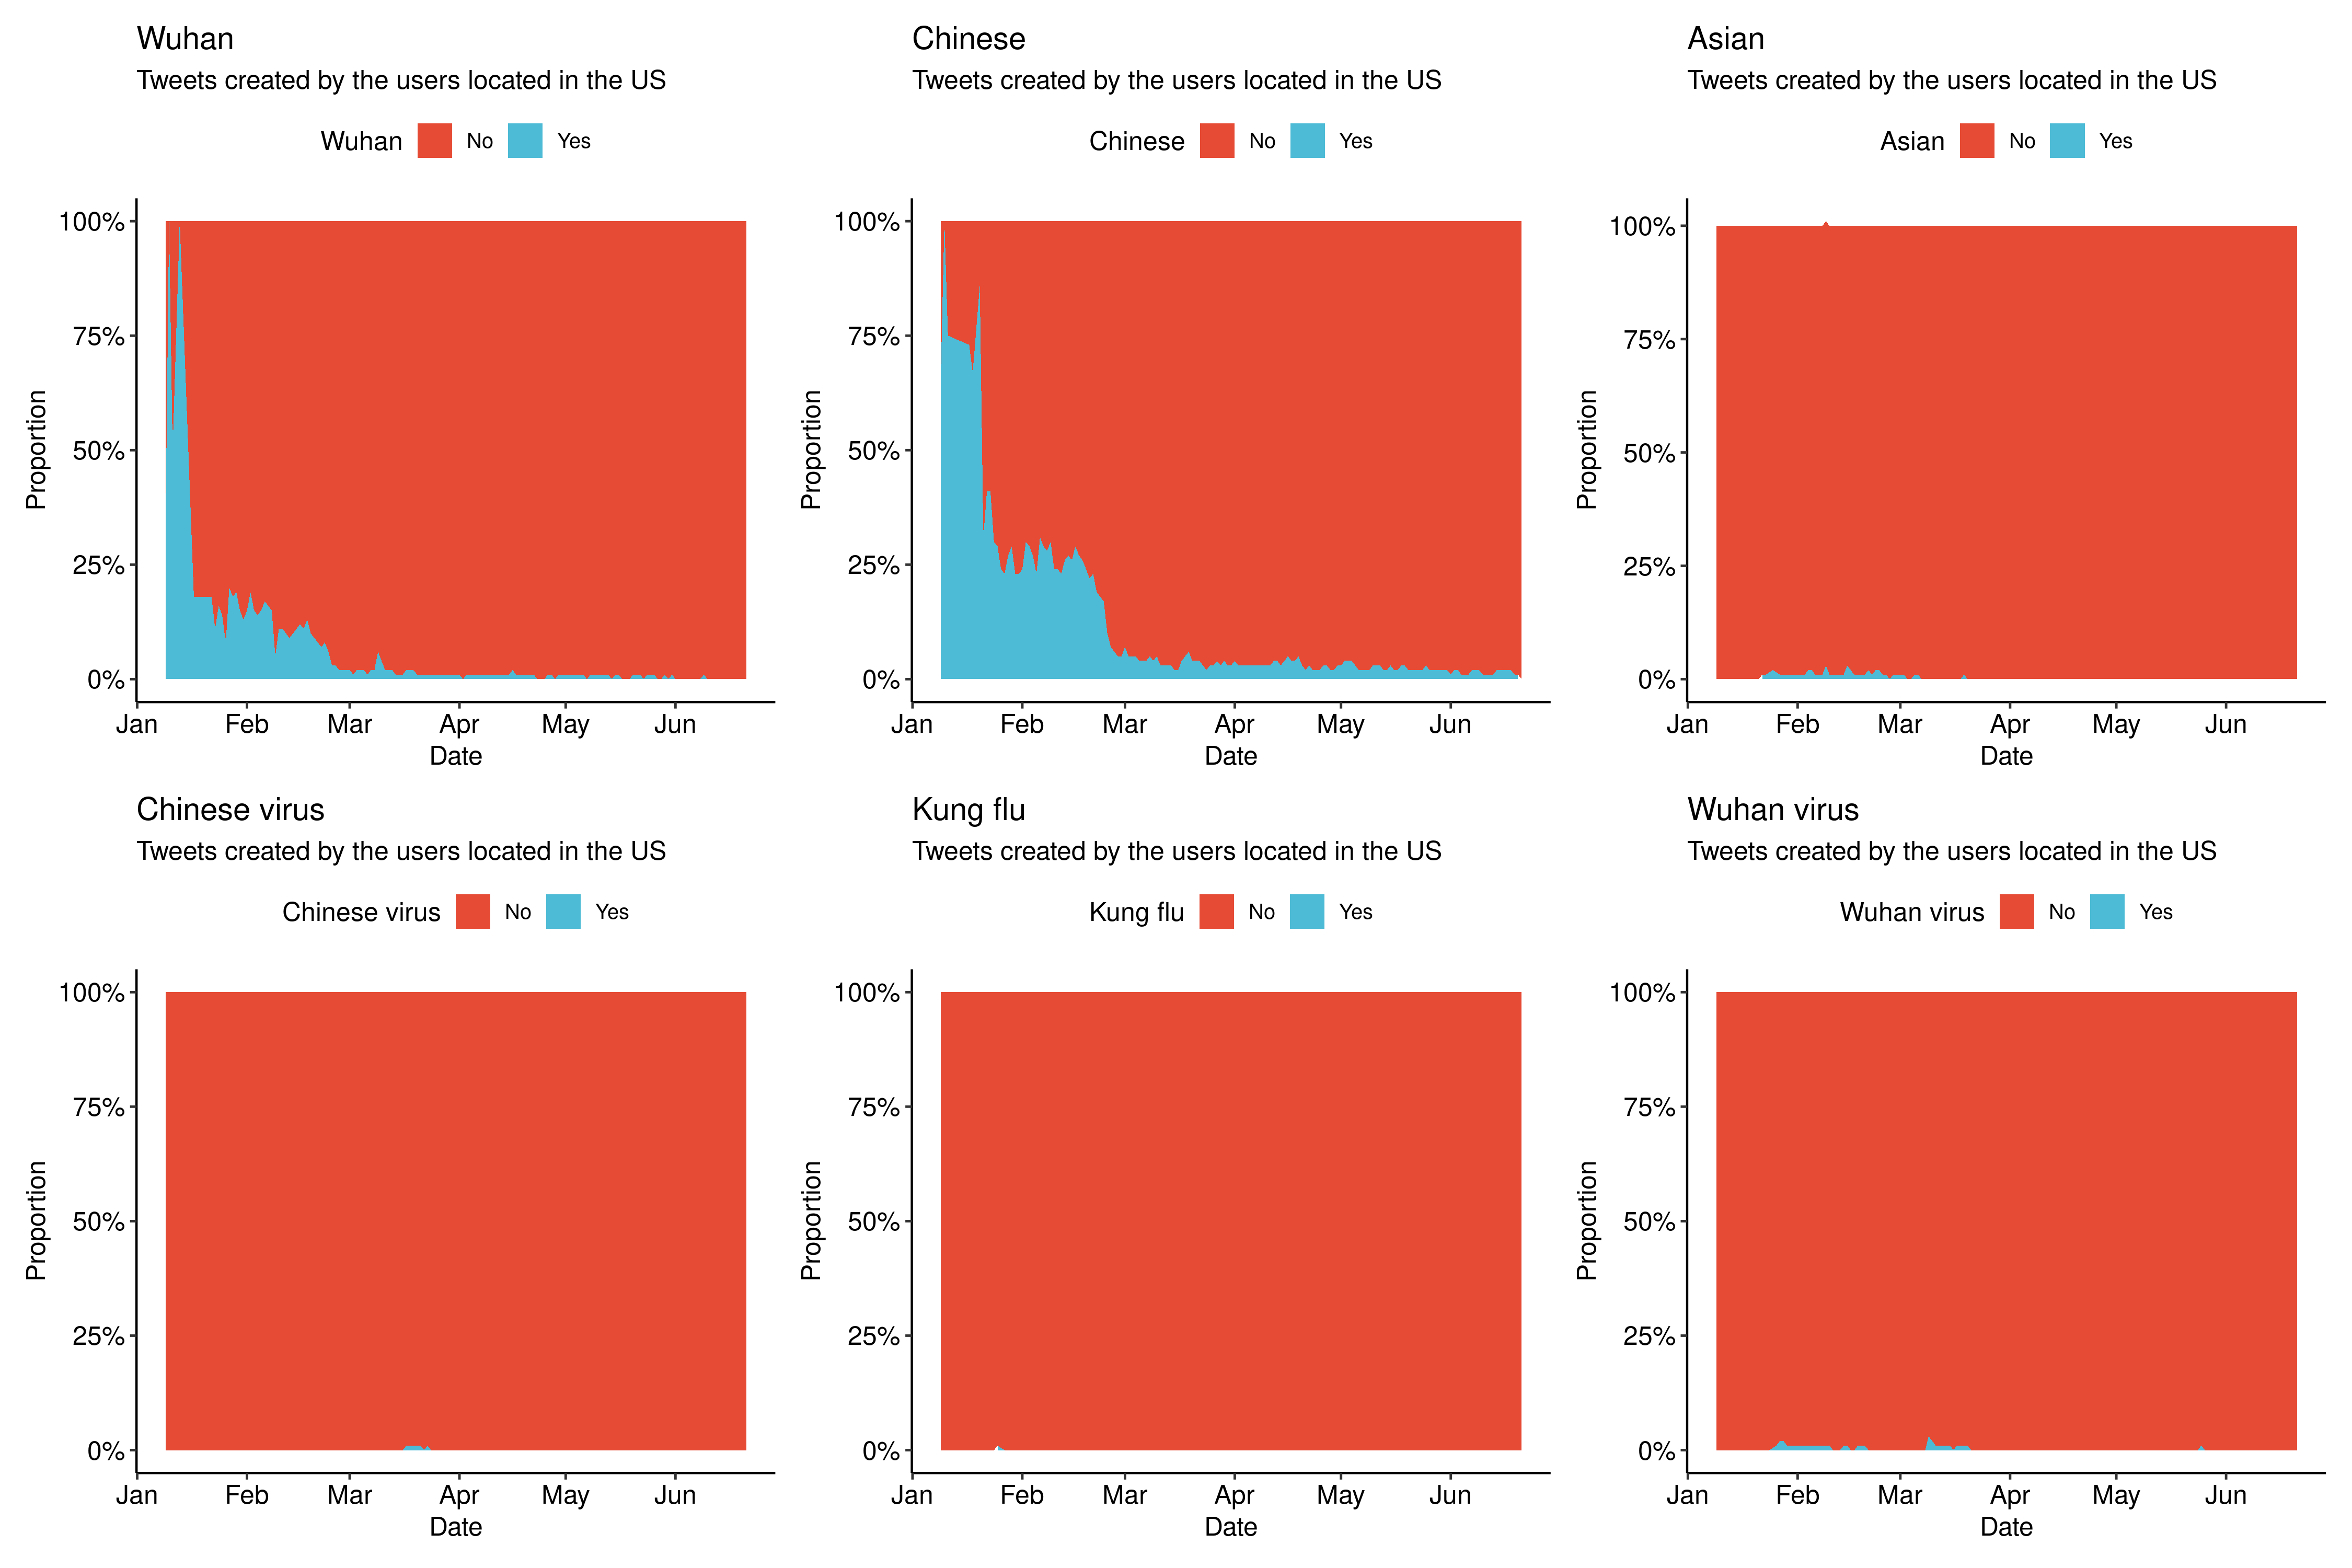 Wuhan
Tweets created by the users located in the US
Wuhan No Yes
100%
75%
50%
25%
0%
Proportion
Jan Feb Mar Apr May Jun
Date
Chinese
Tweets created by the users located in the US
Chinese No Yes
100%
75%
50%
25%
0%
Proportion
Jan Feb Mar Apr May Jun
Date
Asian
Tweets created by the users located in the US
Asian No Yes
100%
75%
50%
25%
0%
Proportion
Jan Feb Mar Apr May Jun
Date
Chinese virus
Tweets created by the users located in the US
Chinese virus No Yes
100%
75%
50%
25%
0%
Proportion
Jan Feb Mar Apr May Jun
Date
Kung flu
Tweets created by the users located in the US
Kung flu No Yes
100%
75%
50%
25%
0%
Proportion
Jan Feb Mar Apr May Jun
Date
Wuhan virus
Tweets created by the users located in the US
Wuhan virus No Yes
100%
75%
50%
25%
0%
Proportion
Jan Feb Mar Apr May Jun
Date